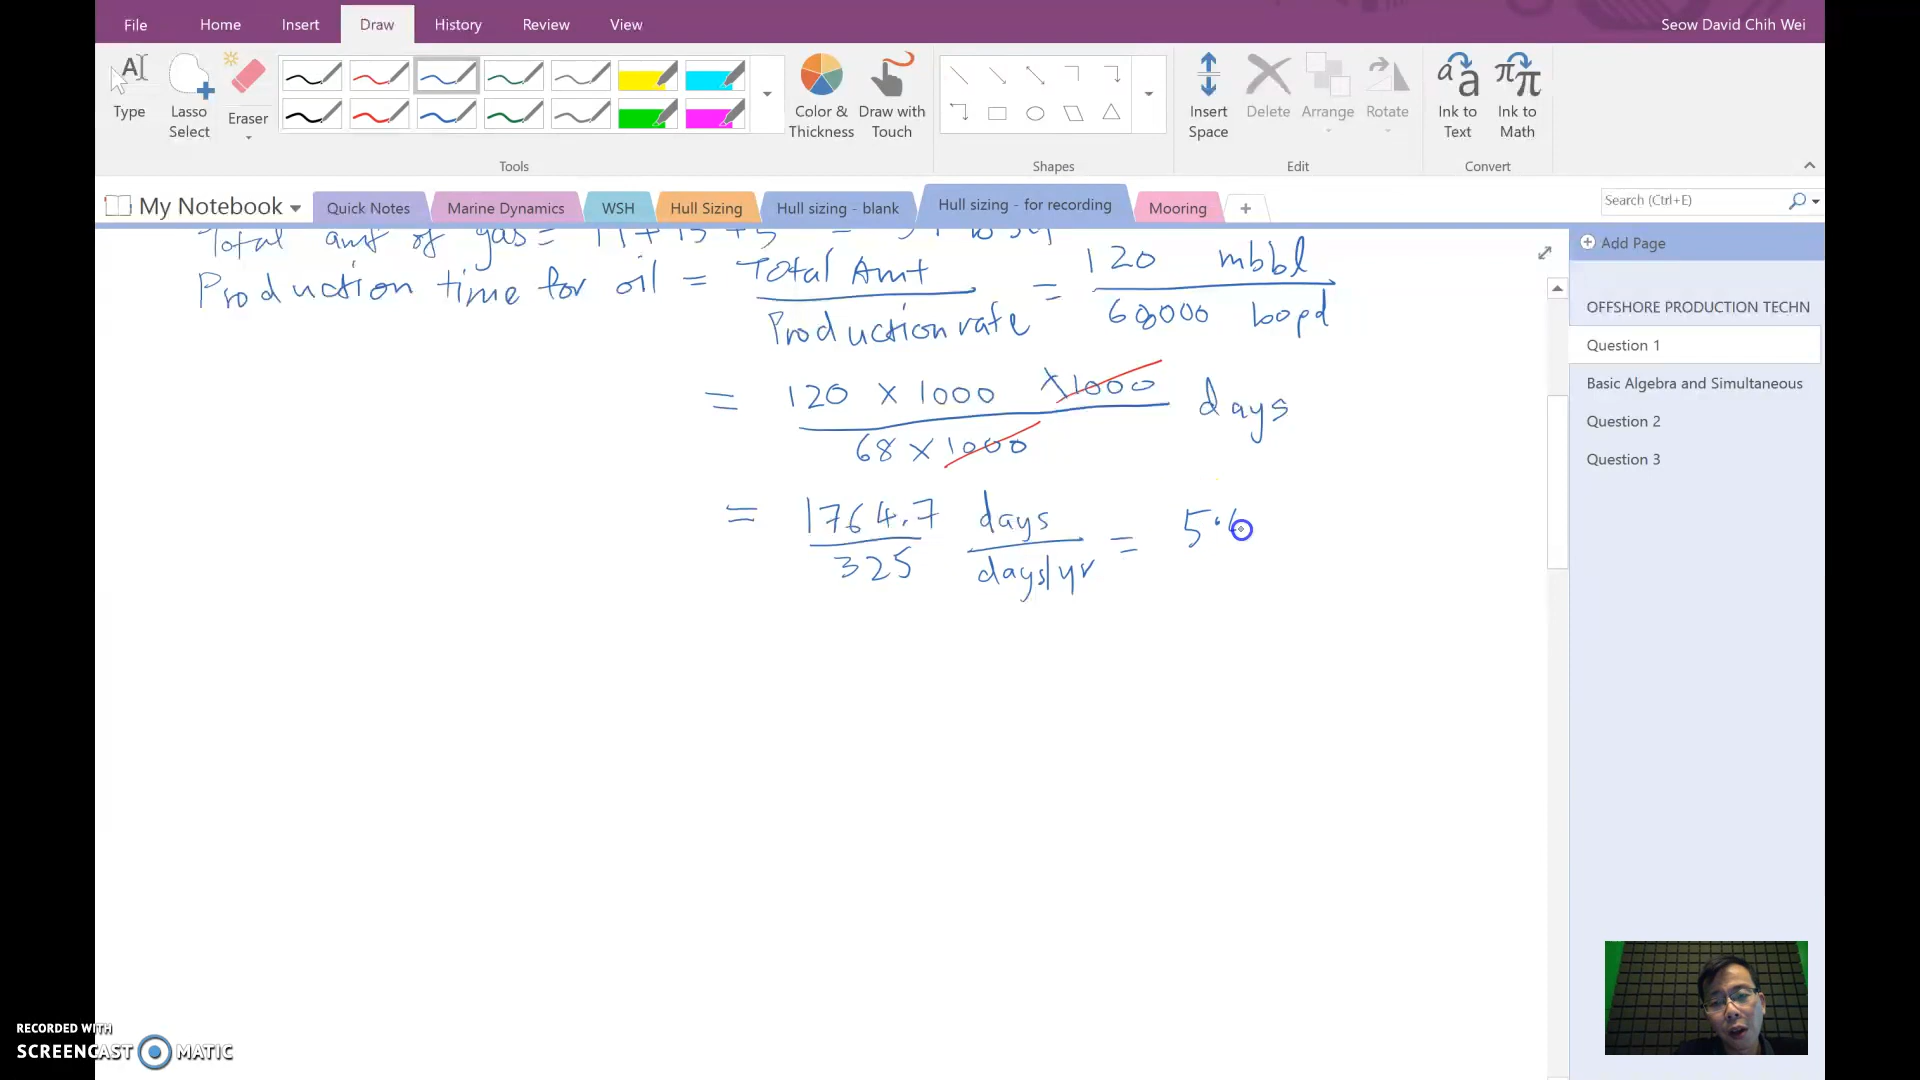 File Home Insert Draw History Review View Seow David Chih Wei
Type Lasso Select Eraser Color & Thickness Draw with Touch Insert Space Delete Arrange Rotate Ink to Text Ink to Math
Tools Shapes Edit Convert
My Notebook Quick Notes Marine Dynamics WSH Hull Sizing Hull sizing - blank Hull sizing - for recording Mooring Search (Ctrl+E)
Add Page
OFFSHORE PRODUCTION TECHN
Question 1
Basic Algebra and Simultaneous
Question 2
Question 3
Total amt of gas =
Production time for oil = Total Amt / Production rate = 120 mbbl / 68000 bopd
= 120 x 1000 x 1000 / 68 x 1000 days
= 1764.7 / 325 days / days/yr = 5.
RECORDED WITH
SCREENCAST MATIC